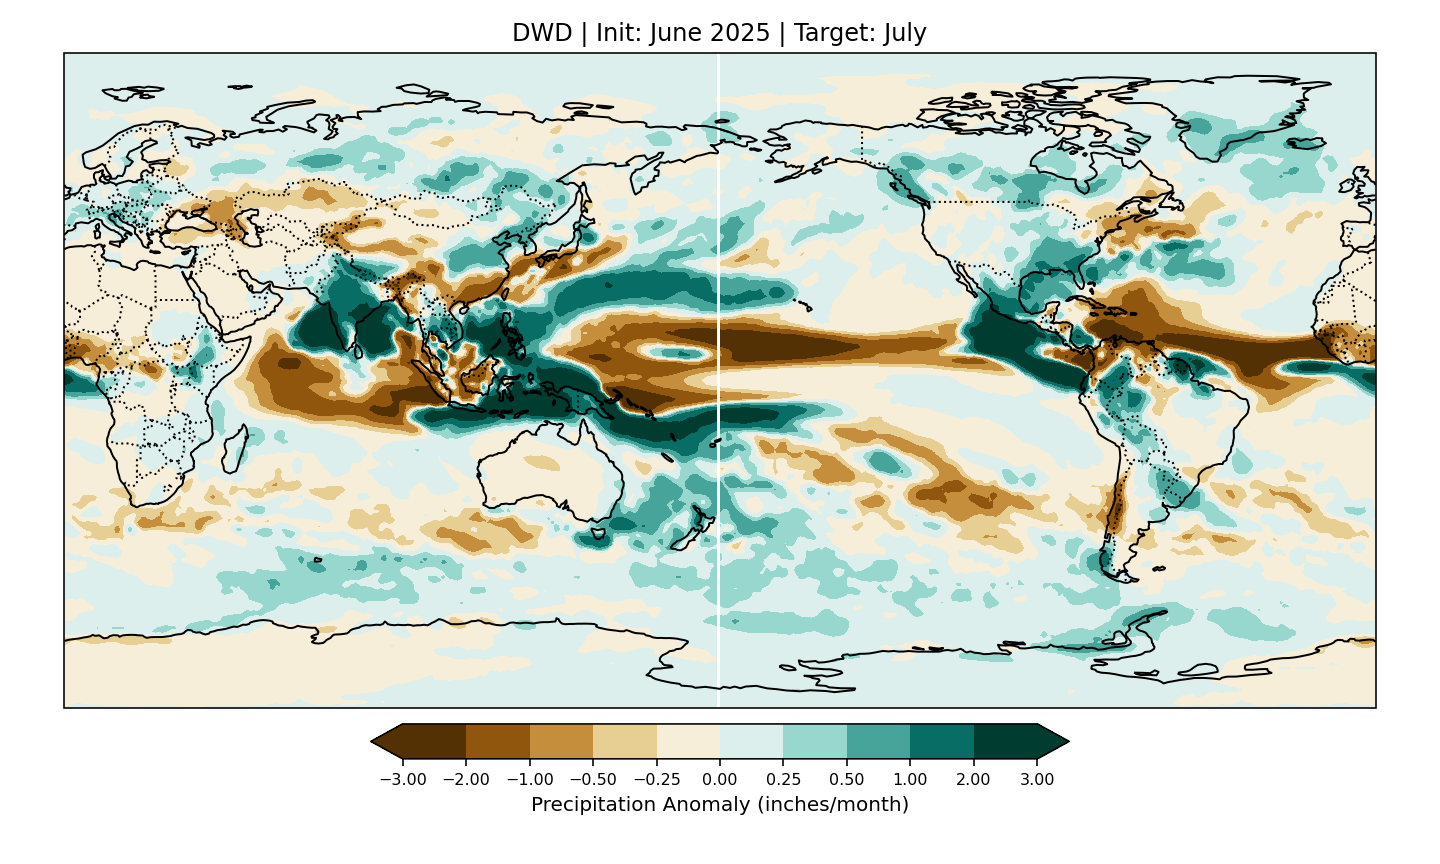 DWD | Init: June 2025 | Target: July
−3.00 −2.00 −1.00 −0.50 −0.25 0.00 0.25 0.50 1.00 2.00 3.00
Precipitation Anomaly (inches/month)